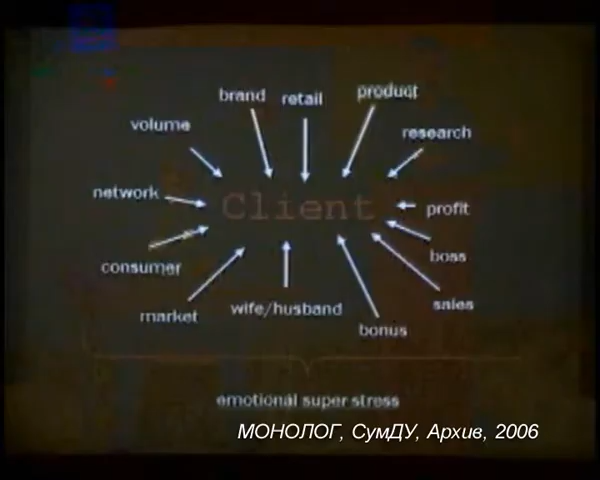 brand
retail
product
volume
research
network
Client
profit
consumer
boss
market
wife/husband
sales
bonus
emotional super stress
МОНОЛОГ, СумДУ, Архив, 2006